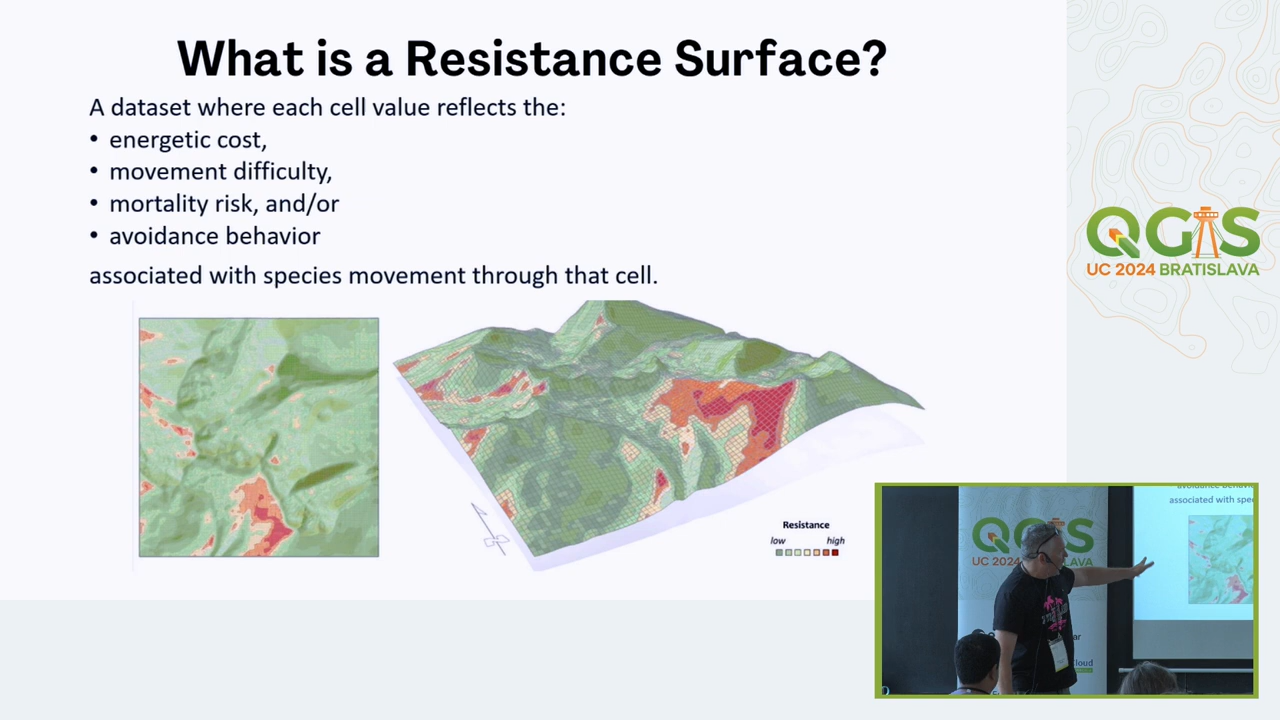 What is a Resistance Surface?
A dataset where each cell value reflects the:
• energetic cost,
• movement difficulty,
• mortality risk, and/or
• avoidance behavior
associated with species movement through that cell.
Resistance
low high
QGIS
UC 2024 BRATISLAVA
associated with spe
QGIS
UC 2024 LAVA